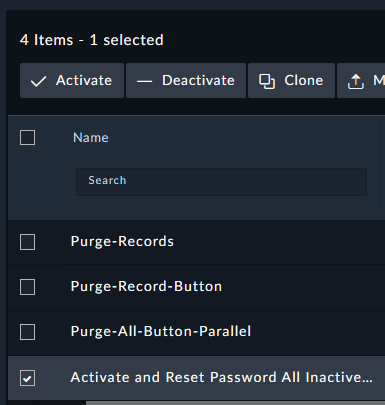 4 Items - 1 selected
Activate Deactivate Clone M
Name
Search
Purge-Records
Purge-Record-Button
Purge-All-Button-Parallel
Activate and Reset Password All Inactive...